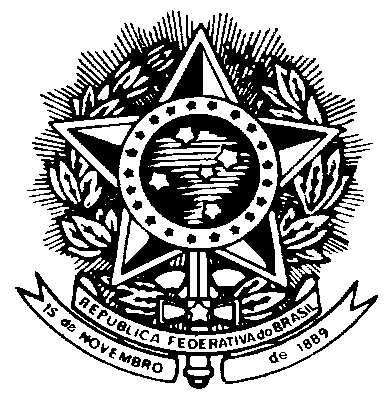 REPUBLICA FEDERATIVA do BRASIL
15 de NOVEMBRO
de 1889